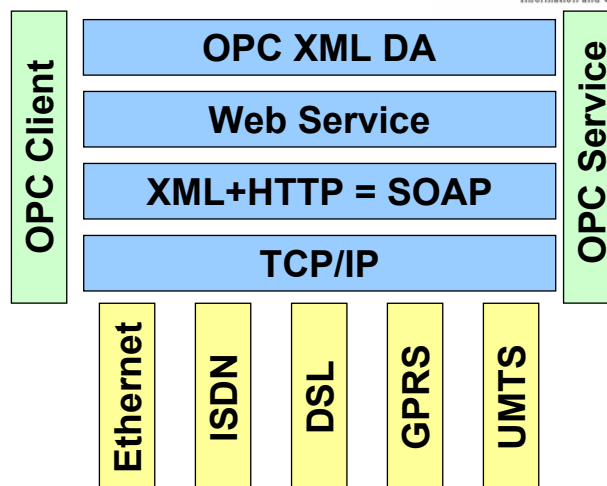 OPC Client
OPC XML DA
Web Service
XML+HTTP = SOAP
TCP/IP
OPC Service
Ethernet
ISDN
DSL
GPRS
UMTS